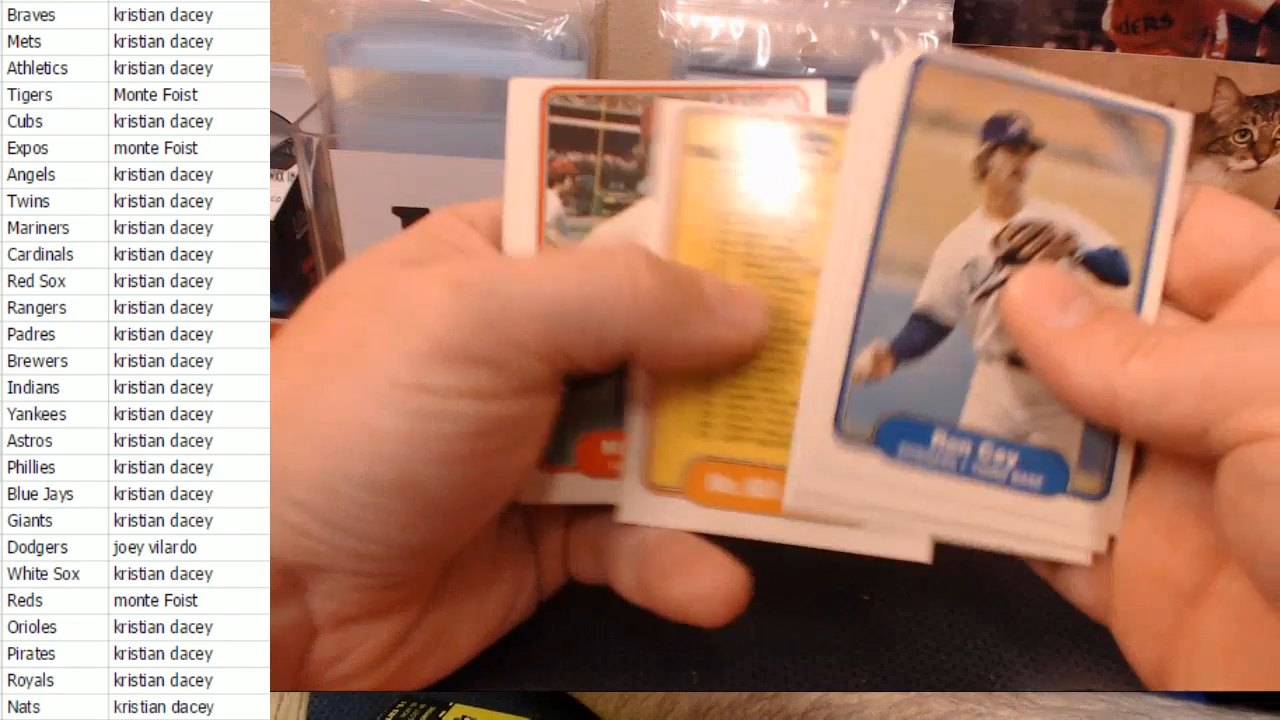 Braves kristian dacey
Mets kristian dacey
Athletics kristian dacey
Tigers Monte Foist
Cubs kristian dacey
Expos monte Foist
Angels kristian dacey
Twins kristian dacey
Mariners kristian dacey
Cardinals kristian dacey
Red Sox kristian dacey
Rangers kristian dacey
Padres kristian dacey
Brewers kristian dacey
Indians kristian dacey
Yankees kristian dacey
Astros kristian dacey
Phillies kristian dacey
Blue Jays kristian dacey
Giants kristian dacey
Dodgers joey vilardo
White Sox kristian dacey
Reds monte Foist
Orioles kristian dacey
Pirates kristian dacey
Royals kristian dacey
Nats kristian dacey
DERS
Ron Cey
THIRD BASE